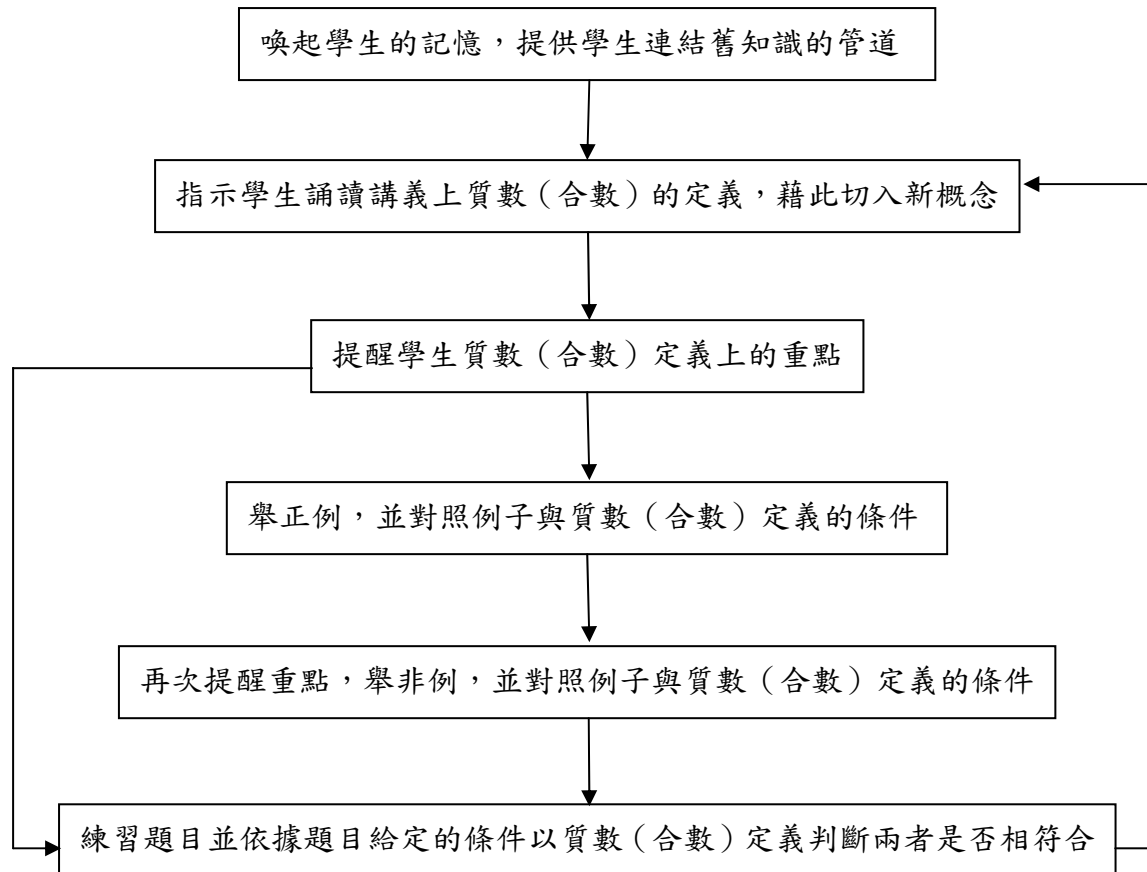 喚起學生的記憶，提供學生連結舊知識的管道
指示學生誦讀講義上質數（合數）的定義，藉此切入新概念
提醒學生質數（合數）定義上的重點
舉正例，並對照例子與質數（合數）定義的條件
再次提醒重點，舉非例，並對照例子與質數（合數）定義的條件
練習題目並依據題目給定的條件以質數（合數）定義判斷兩者是否相符合